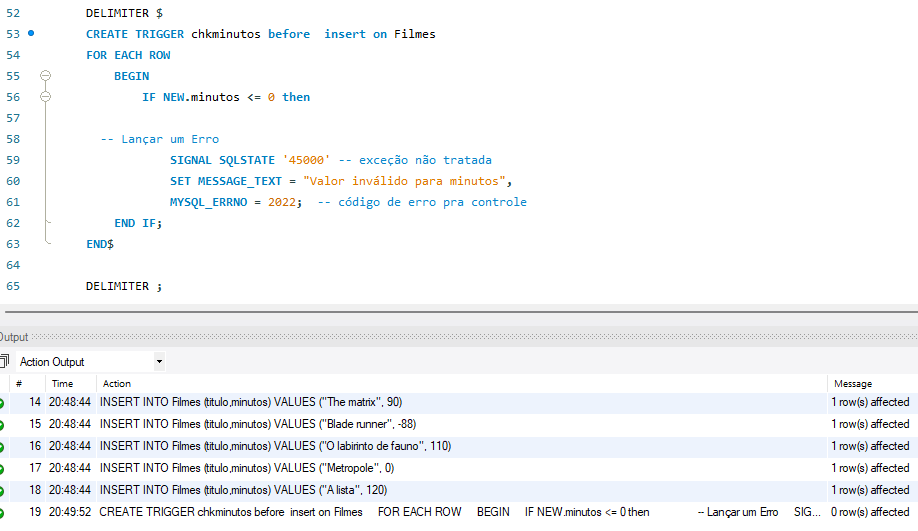 52 DELIMITER $
53 CREATE TRIGGER chkminutos before insert on Filmes
54 FOR EACH ROW
55 BEGIN
56 IF NEW.minutos <= 0 then
57
58 -- Lançar um Erro
59 SIGNAL SQLSTATE '45000' -- exceção não tratada
60 SET MESSAGE_TEXT = "Valor inválido para minutos",
61 MYSQL_ERRNO = 2022; -- código de erro pra controle
62 END IF;
63 END$
64
65 DELIMITER ;
Output
Action Output
# Time Action Message
14 20:48:44 INSERT INTO Filmes (titulo,minutos) VALUES ("The matrix", 90) 1 row(s) affected
15 20:48:44 INSERT INTO Filmes (titulo,minutos) VALUES ("Blade runner", -88) 1 row(s) affected
16 20:48:44 INSERT INTO Filmes (titulo,minutos) VALUES ("O labirinto de fauno", 110) 1 row(s) affected
17 20:48:44 INSERT INTO Filmes (titulo,minutos) VALUES ("Metropole", 0) 1 row(s) affected
18 20:48:44 INSERT INTO Filmes (titulo,minutos) VALUES ("A lista", 120) 1 row(s) affected
19 20:49:52 CREATE TRIGGER chkminutos before insert on Filmes FOR EACH ROW BEGIN IF NEW.minutos <= 0 then -- Lançar um Erro SIG... 0 row(s) affected